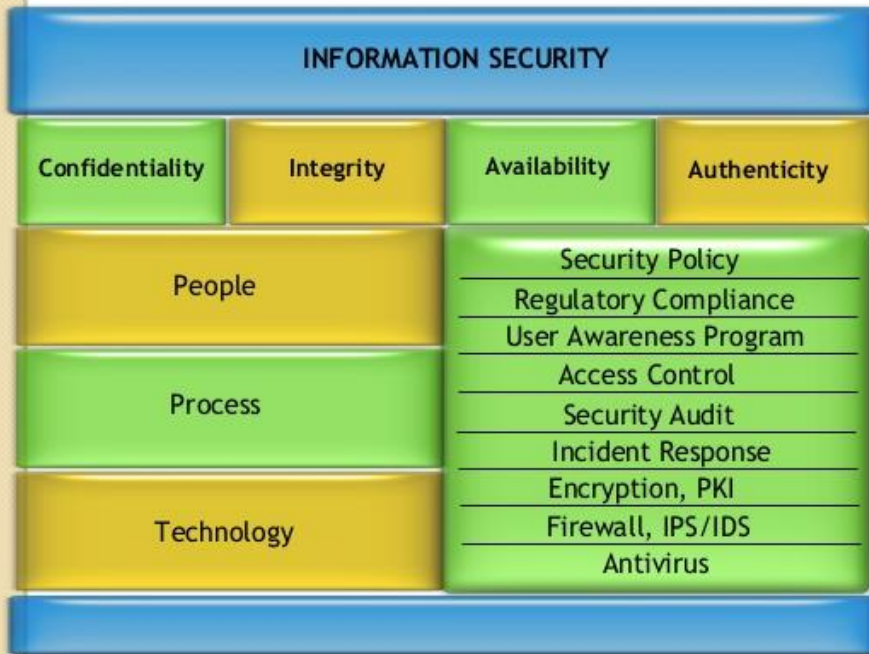 INFORMATION SECURITY
Confidentiality
Integrity
Availability
Authenticity
People
Process
Technology
Security Policy
Regulatory Compliance
User Awareness Program
Access Control
Security Audit
Incident Response
Encryption, PKI
Firewall, IPS/IDS
Antivirus